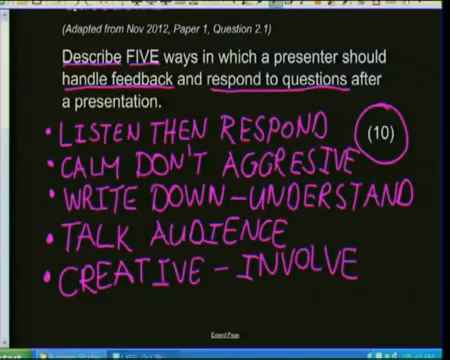 (Adapted from Nov 2012, Paper 1, Question 2.1)
Describe FIVE ways in which a presenter should
handle feedback and respond to questions after
a presentation.
(10)
• LISTEN THEN RESPOND
• CALM DON'T AGGRESIVE
• WRITE DOWN – UNDERSTAND
• TALK AUDIENCE
• CREATIVE – INVOLVE
Extend Page